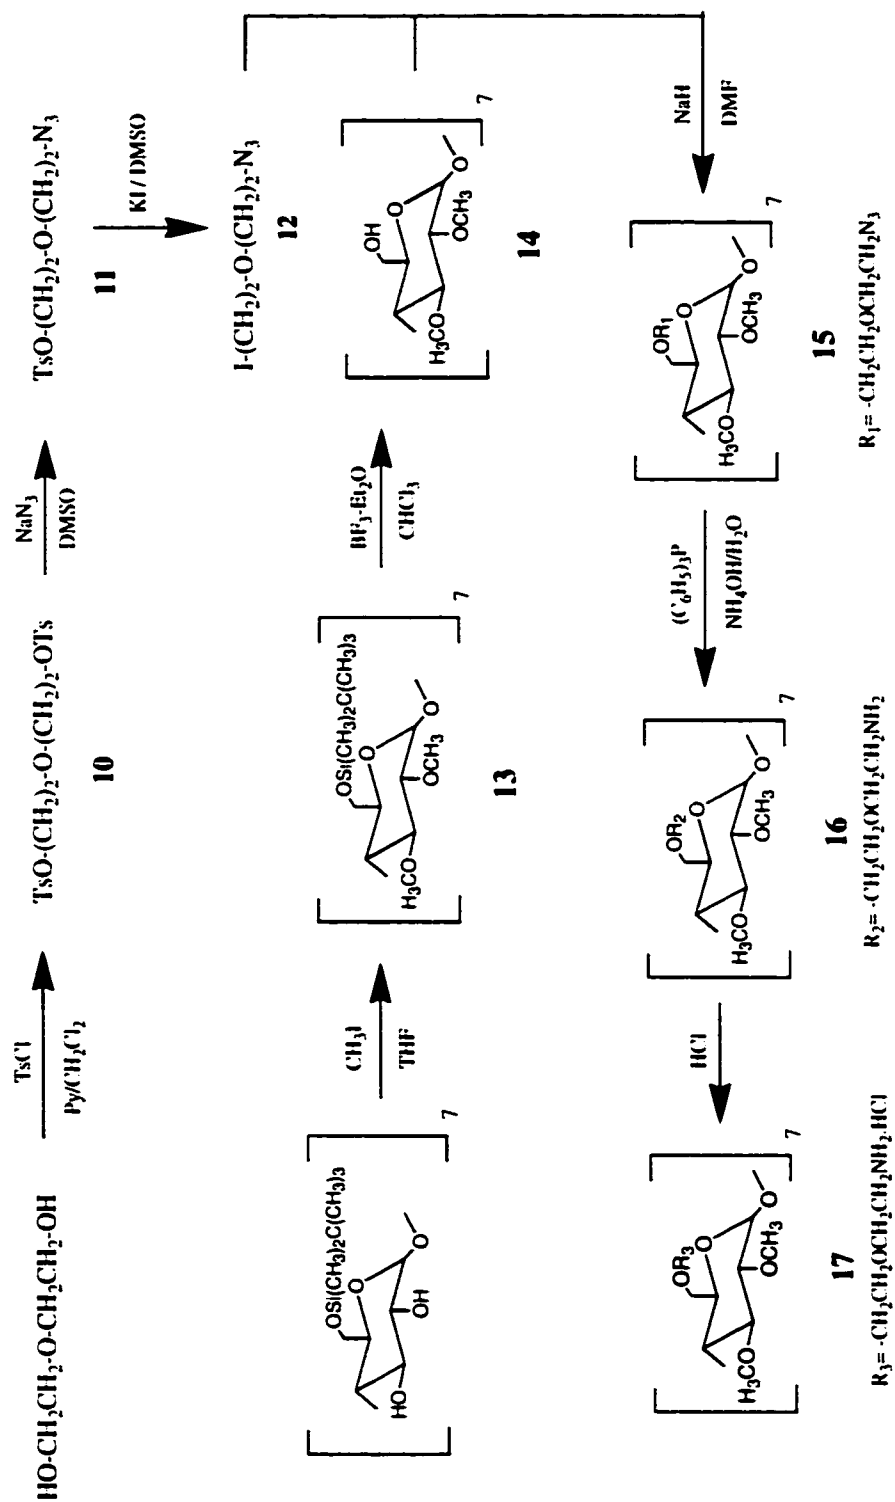 HO-CH₂CH₂-O-CH₂CH₂-OH
TsCl
Py/CH₂Cl₂
TsO-(CH₂)₂-O-(CH₂)₂-OTs
10
NaN₃
DMSO
TsO-(CH₂)₂-O-(CH₂)₂-N₃
11
KI / DMSO
I-(CH₂)₂-O-(CH₂)₂-N₃
12
OSi(CH₃)₂C(CH₃)₃
O
HO
OH
O
7
CH₃I
THF
OSi(CH₃)₂C(CH₃)₃
O
H₃CO
OCH₃
O
7
13
BF₃-Et₂O
CHCl₃
OH
O
H₃CO
OCH₃
O
7
14
NaH
DMF
OR₁
O
H₃CO
OCH₃
O
7
15
R₁= -CH₂CH₂OCH₂CH₂N₃
(C₆H₅)₃P
NH₄OH/H₂O
OR₂
O
H₃CO
OCH₃
O
7
16
R₂= -CH₂CH₂OCH₂CH₂NH₂
HCl
OR₃
O
H₃CO
OCH₃
O
7
17
R₃= -CH₂CH₂OCH₂CH₂NH₂.HCl